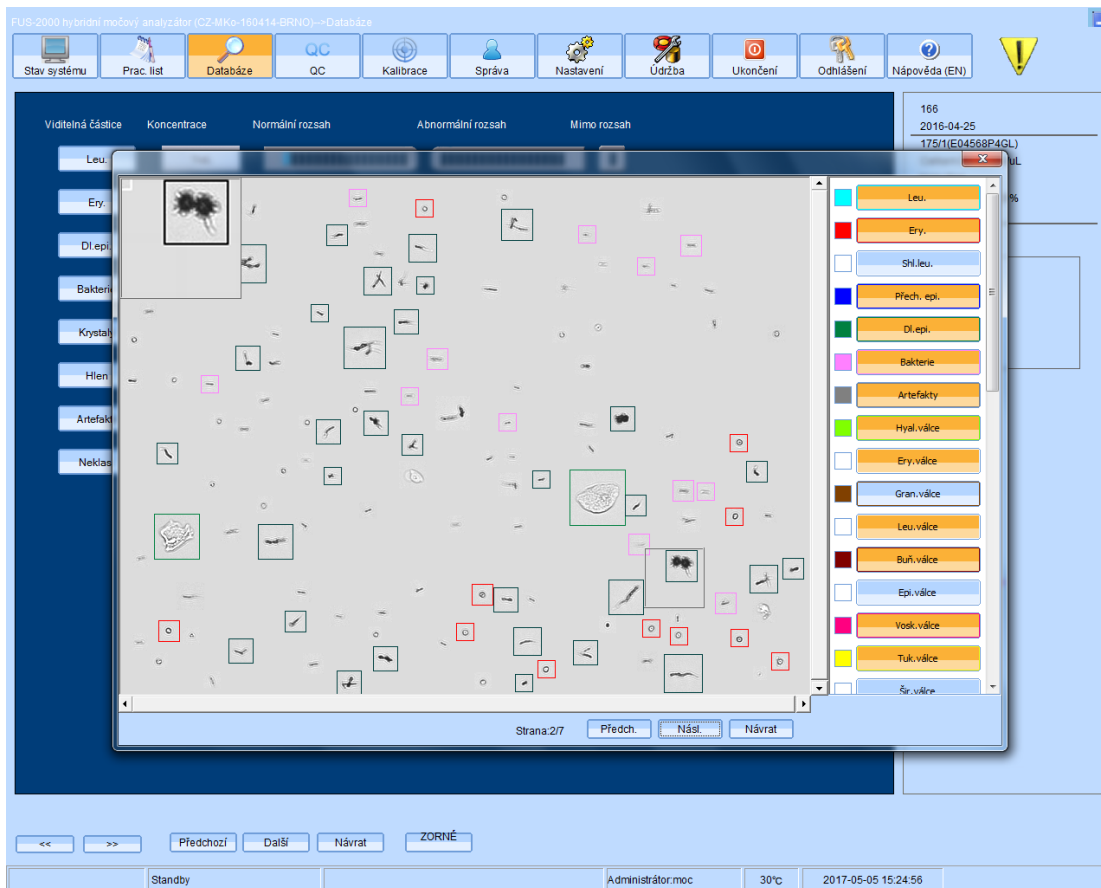 FUS-2000 hybridní močový analyzátor (CZ-MKo-160414-BRNO)-->Databáze
Stav systému
Prac. list
Databáze
QC
QC
Kalibrace
Správa
Nastavení
Údržba
Ukončení
Odhlášení
Nápověda (EN)
Viditelná částice
Koncentrace
Normální rozsah
Abnormální rozsah
Mimo rozsah
166
2016-04-25
175/1(E04568P4GL)
%
Leu.
Ery.
Dl.epi.
Bakterie
Krystaly
Hlen
Artefakt
Neklas
Leu.
Ery.
Shl.leu.
Přech. epi.
Dl.epi.
Bakterie
Artefakty
Hyal.válce
Ery.válce
Gran.válce
Leu.válce
Buň.válce
Epi.válce
Vosk.válce
Tuk.válce
Šir.válce
Strana:2/7
Předch.
Násl.
Návrat
<<
>>
Předchozí
Další
Návrat
ZORNÉ
Standby
Administrátor:moc
30°C
2017-05-05 15:24:56